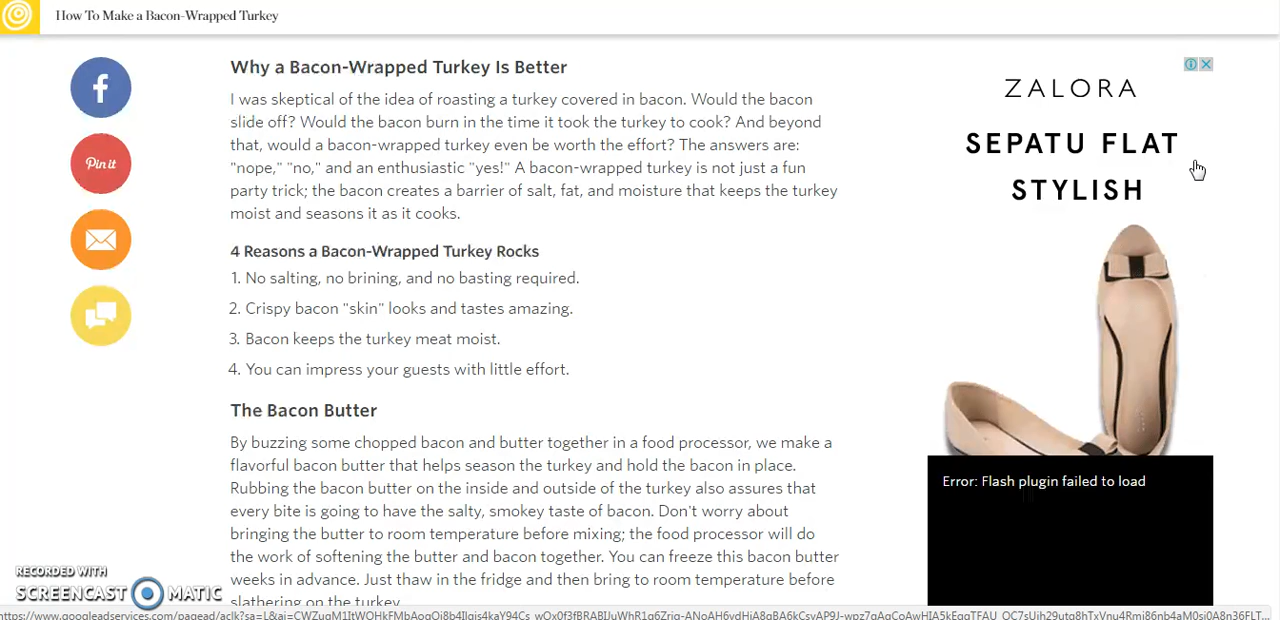 How To Make a Bacon-Wrapped Turkey
Why a Bacon-Wrapped Turkey Is Better
I was skeptical of the idea of roasting a turkey covered in bacon. Would the bacon
slide off? Would the bacon burn in the time it took the turkey to cook? And beyond
that, would a bacon-wrapped turkey even be worth the effort? The answers are:
"nope," "no," and an enthusiastic "yes!" A bacon-wrapped turkey is not just a fun
party trick; the bacon creates a barrier of salt, fat, and moisture that keeps the turkey
moist and seasons it as it cooks.
4 Reasons a Bacon-Wrapped Turkey Rocks
1. No salting, no brining, and no basting required.
2. Crispy bacon "skin" looks and tastes amazing.
3. Bacon keeps the turkey meat moist.
4. You can impress your guests with little effort.
The Bacon Butter
By buzzing some chopped bacon and butter together in a food processor, we make a
flavorful bacon butter that helps season the turkey and hold the bacon in place.
Rubbing the bacon butter on the inside and outside of the turkey also assures that
every bite is going to have the salty, smokey taste of bacon. Don't worry about
bringing the butter to room temperature before mixing; the food processor will do
the work of softening the butter and bacon together. You can freeze this bacon butter
weeks in advance. Just thaw in the fridge and then bring to room temperature before
slathering on the turkey.
f
Pin it
ZALORA
SEPATU FLAT
STYLISH
Error: Flash plugin failed to load
RECORDED WITH
SCREENCAST MATIC